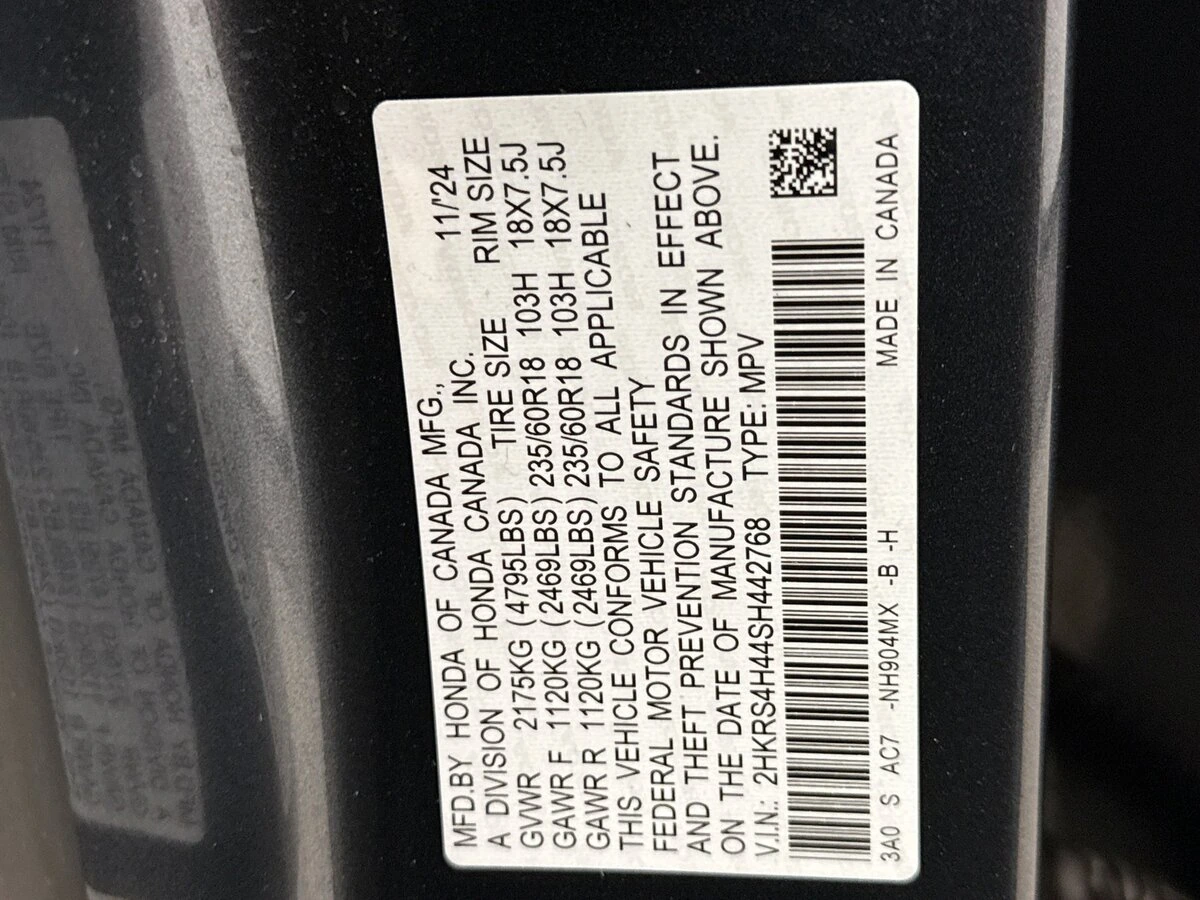 MFD.BY HONDA OF CANADA MFG., 11/'24
A DIVISION OF HONDA CANADA INC.
GVWR 2175KG (4795LBS) TIRE SIZE RIM SIZE
GAWR F 1120KG (2469LBS) 235/60R18 103H 18X7.5J
GAWR R 1120KG (2469LBS) 235/60R18 103H 18X7.5J
THIS VEHICLE CONFORMS TO ALL APPLICABLE
FEDERAL MOTOR VEHICLE SAFETY
AND THEFT PREVENTION STANDARDS IN EFFECT
ON THE DATE OF MANUFACTURE SHOWN ABOVE.
V.I.N.: 2HKRS4H44SH442768 TYPE: MPV
3A0 S AC7 -NH904MX -B -H MADE IN CANADA